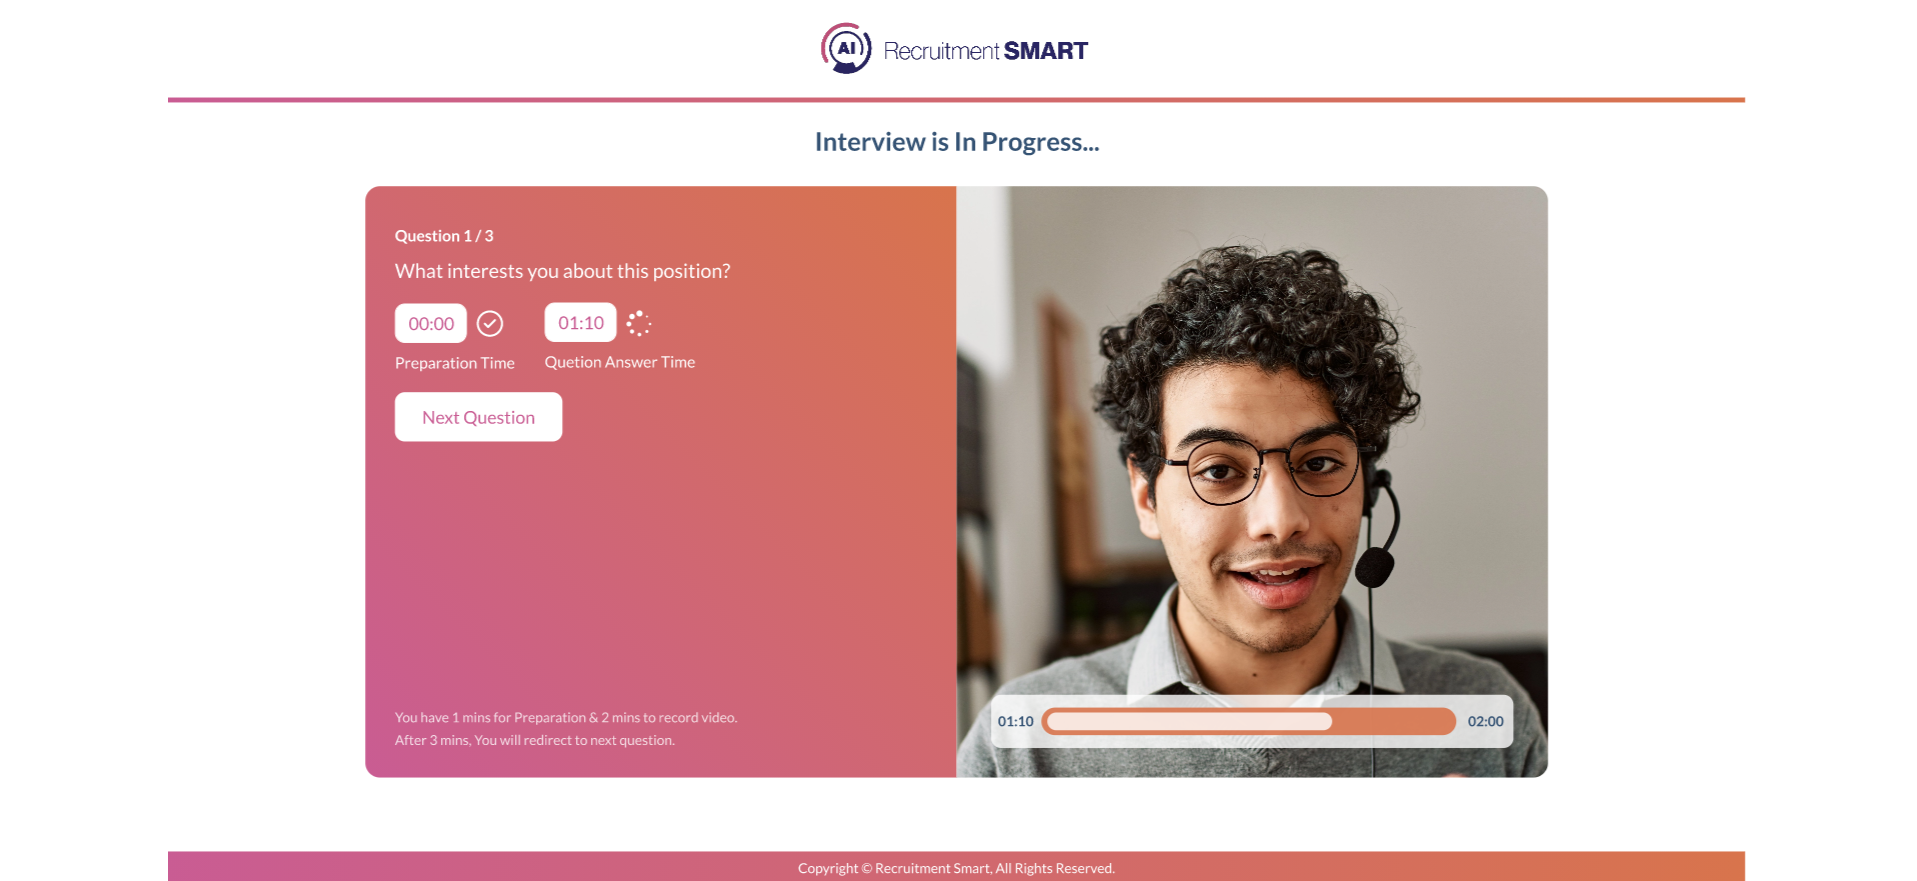 AI Recruitment SMART
Interview is In Progress...
Question 1 / 3
What interests you about this position?
00:00
01:10
Preparation Time
Quetion Answer Time
Next Question
You have 1 mins for Preparation & 2 mins to record video.
After 3 mins, You will redirect to next question.
01:10
02:00
Copyright © Recruitment Smart, All Rights Reserved.